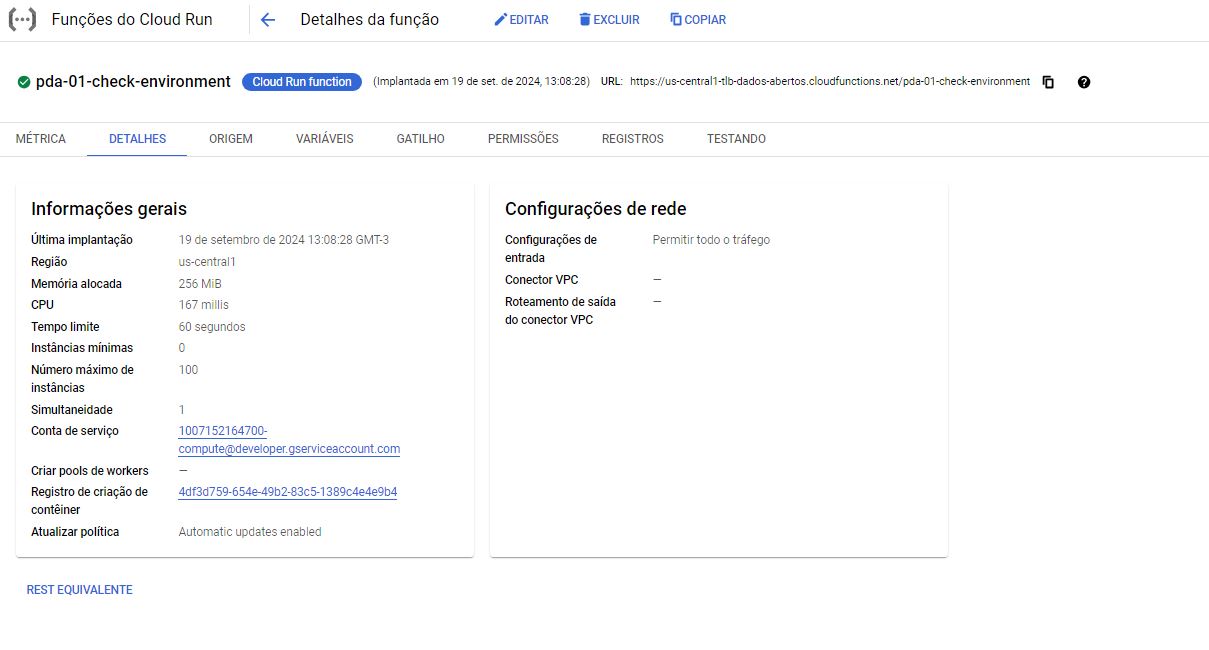 Funções do Cloud Run
Detalhes da função
EDITAR
EXCLUIR
COPIAR
pda-01-check-environment
Cloud Run function
(Implantada em 19 de set. de 2024, 13:08:28)
URL: https://us-central1-tlb-dados-abertos.cloudfunctions.net/pda-01-check-environment
MÉTRICA
DETALHES
ORIGEM
VARIÁVEIS
GATILHO
PERMISSÕES
REGISTROS
TESTANDO
Informações gerais
Última implantação 19 de setembro de 2024 13:08:28 GMT-3
Região us-central1
Memória alocada 256 MiB
CPU 167 millis
Tempo limite 60 segundos
Instâncias mínimas 0
Número máximo de 100
instâncias
Simultaneidade 1
Conta de serviço 1007152164700-
compute@developer.gserviceaccount.com
Criar pools de workers —
Registro de criação de 4df3d759-654e-49b2-83c5-1389c4e4e9b4
contêiner
Atualizar política Automatic updates enabled
Configurações de rede
Configurações de Permitir todo o tráfego
entrada
Conector VPC —
Roteamento de saída —
do conector VPC
REST EQUIVALENTE